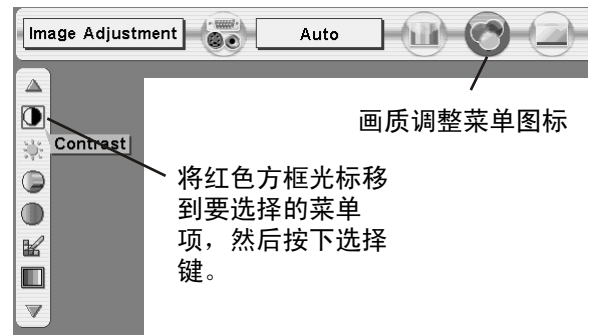 Image Adjustment
Auto
画质调整菜单图标
Contrast
将红色方框光标移
到要选择的菜单
项，然后按下选择
键。